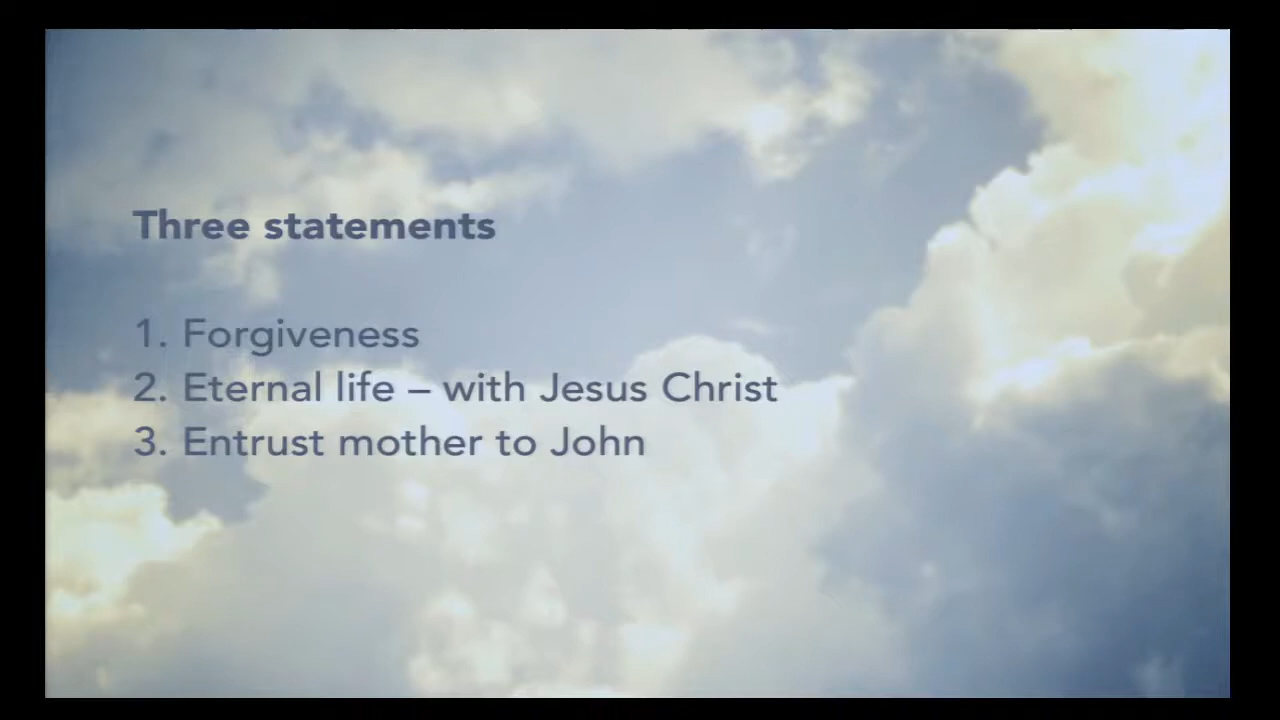 Three statements
1. Forgiveness
2. Eternal life – with Jesus Christ
3. Entrust mother to John